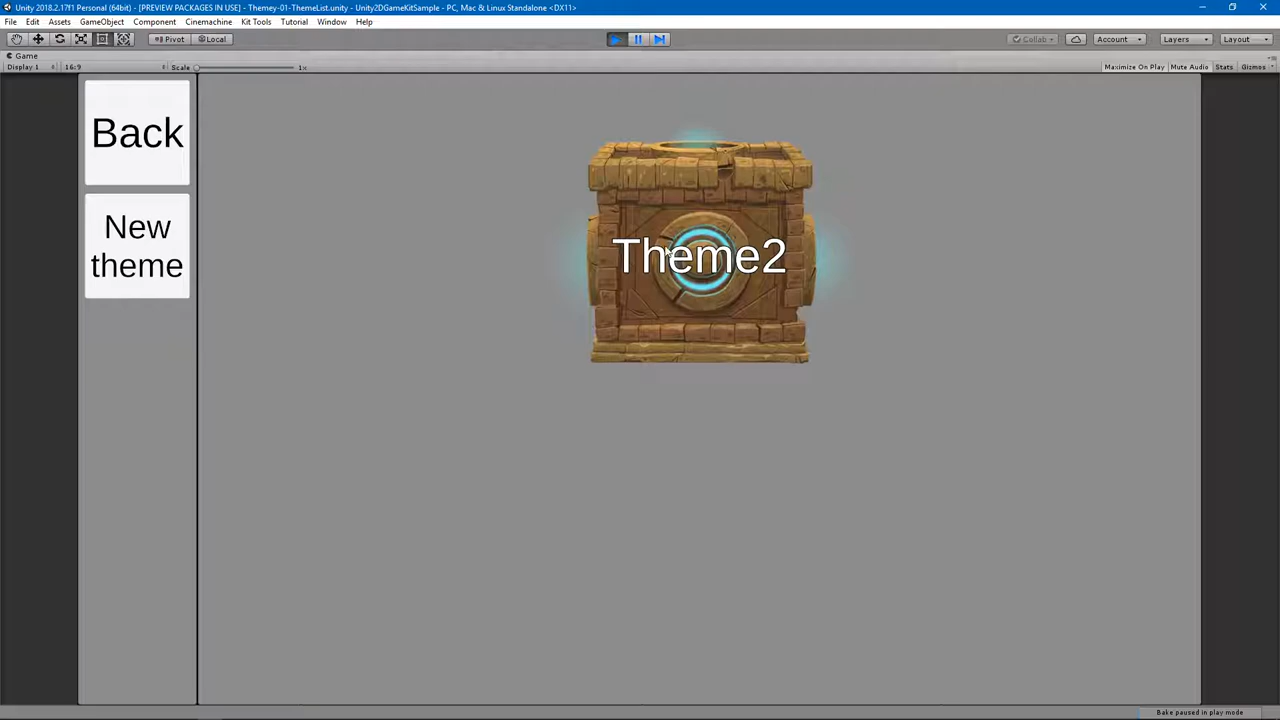 Unity 2018.2.17f1 Personal (64bit) - [PREVIEW PACKAGES IN USE] - Themey-01-ThemeList.unity - Unity2DGameKitSample - PC, Mac & Linux Standalone <DX11>
File Edit Assets GameObject Component Cinemachine Kit Tools Tutorial Window Help
Pivot Local Collab Account Layers Layout
Game
Display 1 16:9 Scale 1x Maximize On Play Mute Audio Stats Gizmos
Back
New
theme
Theme2
Bake paused in play mode